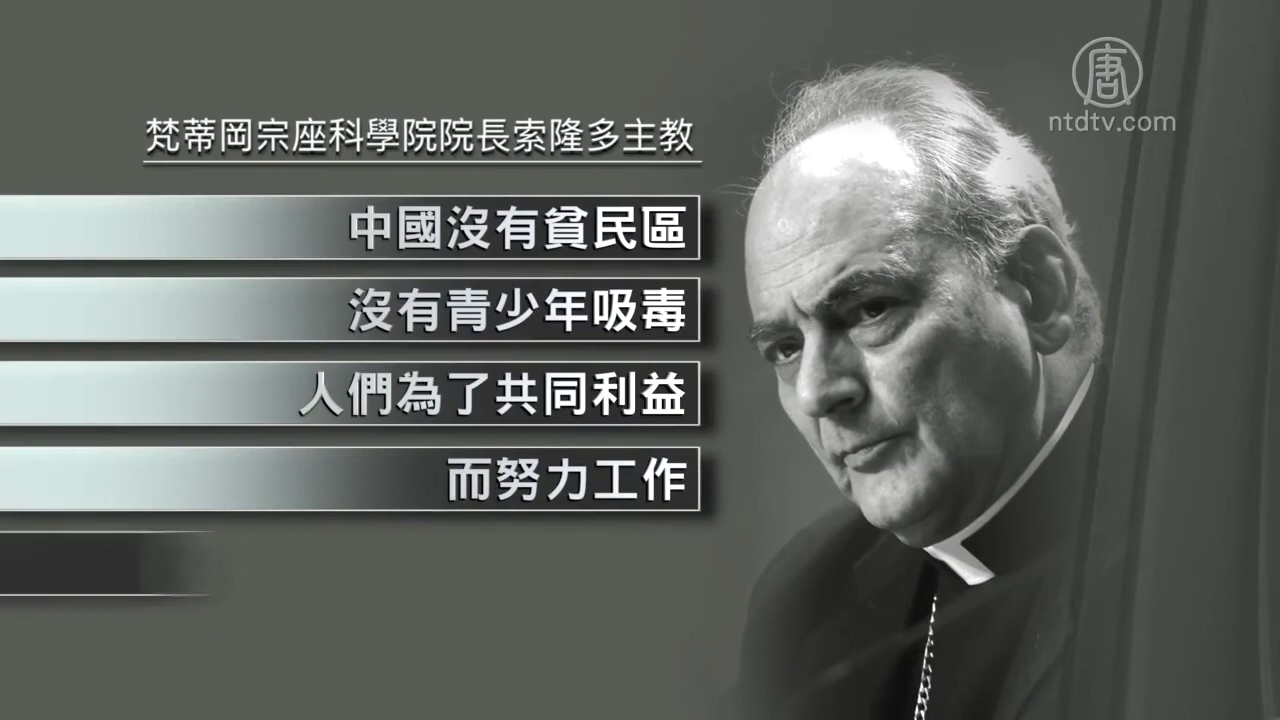 唐
ntdtv.com
梵蒂岡宗座科學院院長索隆多主教
中國沒有貧民區
沒有青少年吸毒
人們為了共同利益
而努力工作